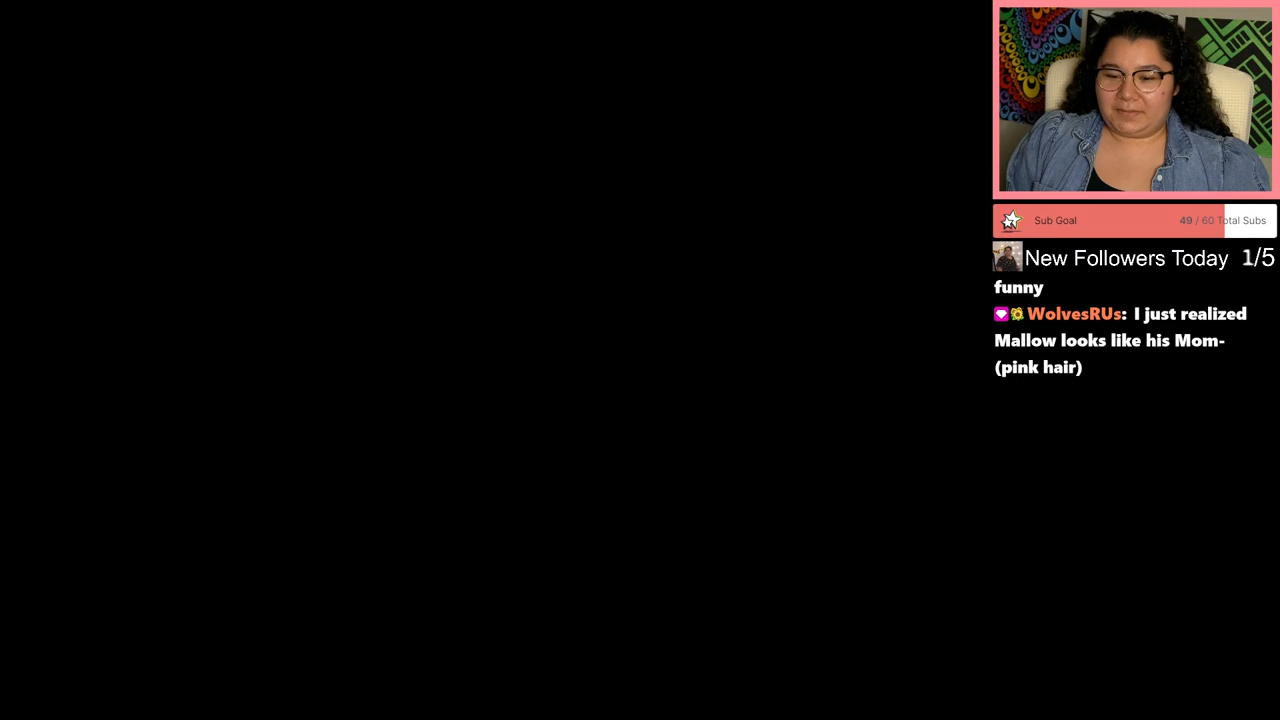 Sub Goal
49 / 60 Total Subs
New Followers Today 1/5
funny
WolvesRUs: I just realized
Mallow looks like his Mom-
(pink hair)